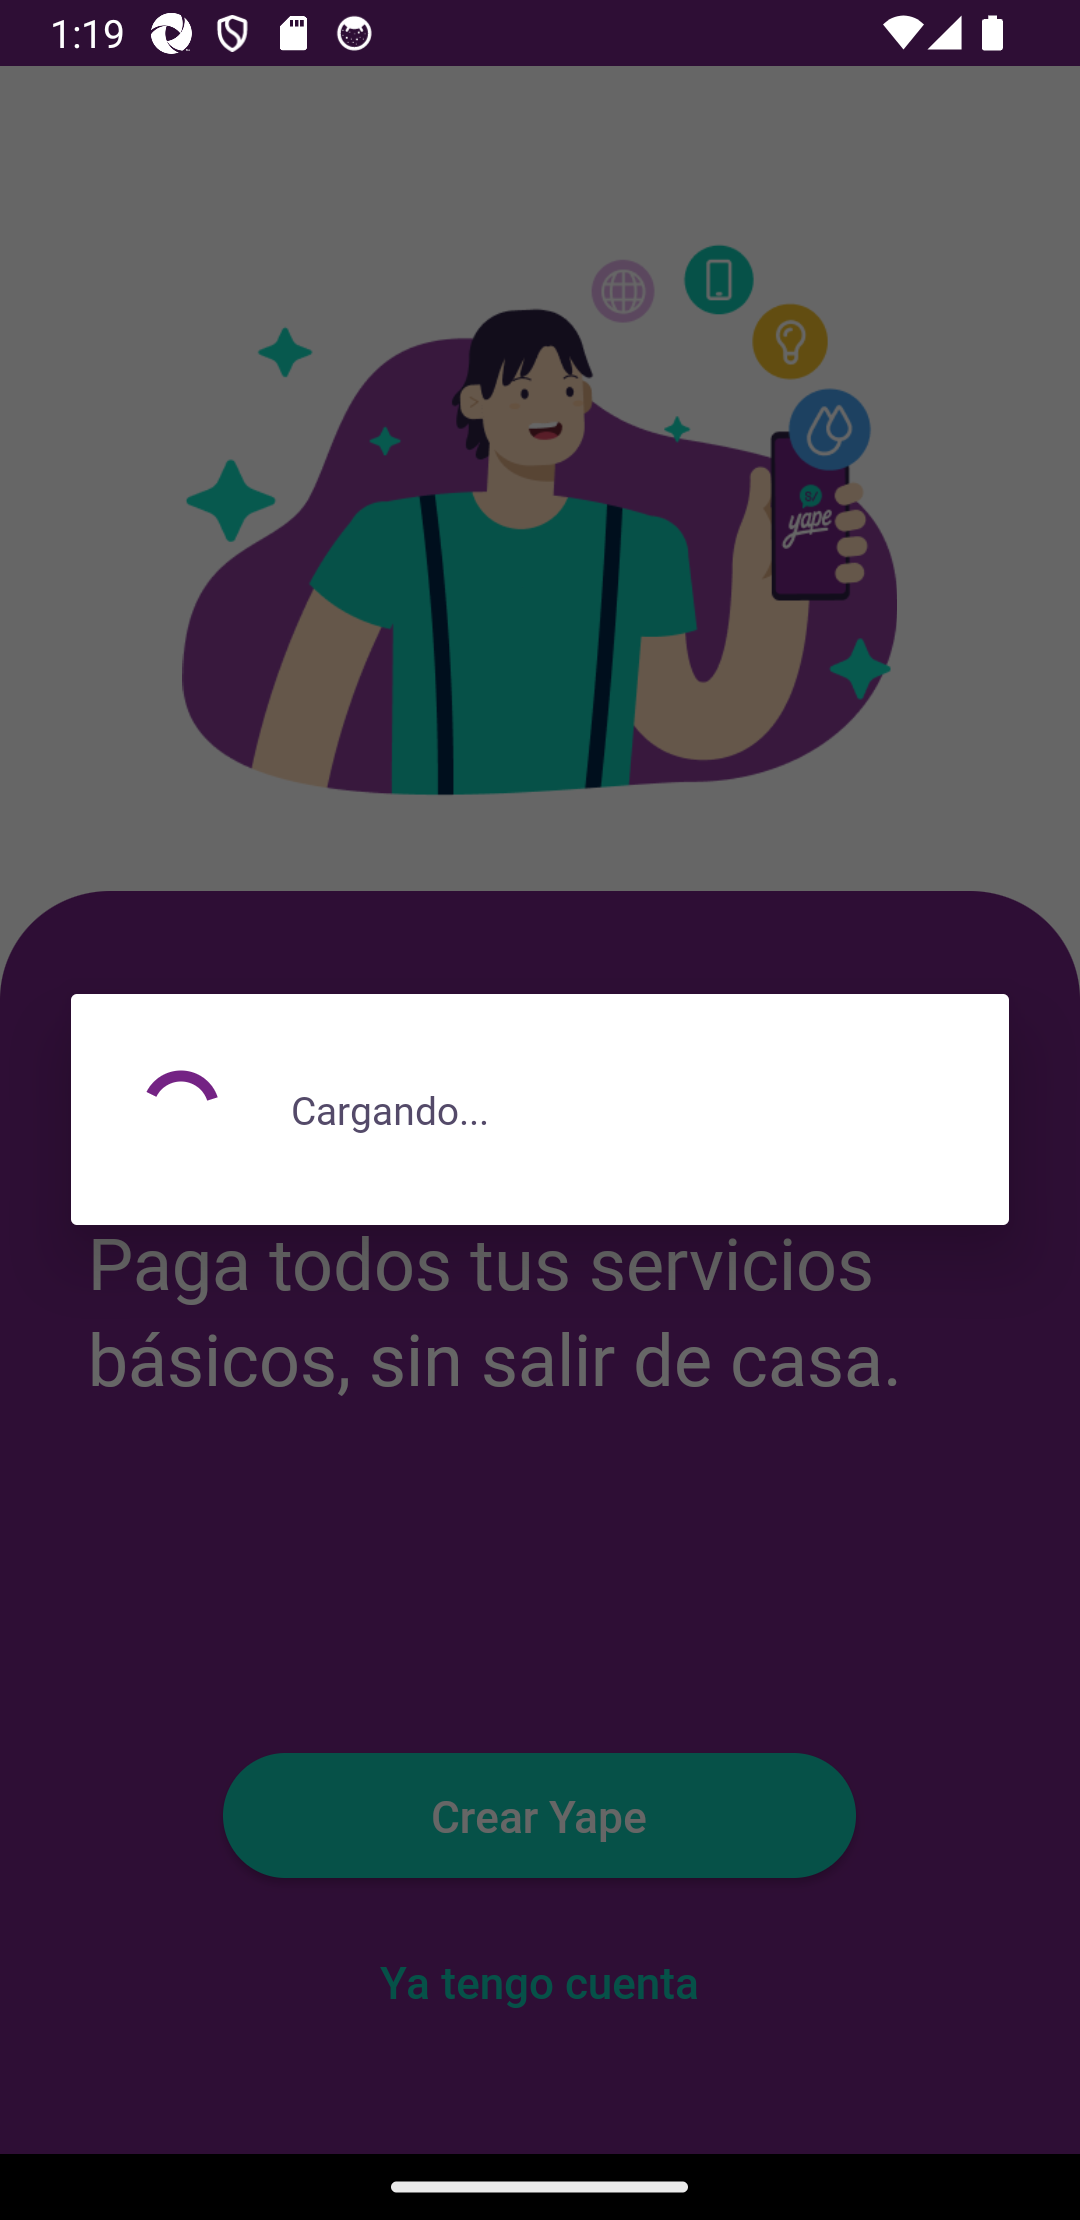 1:19
S/
yape
Cargando...
Paga todos tus servicios
básicos, sin salir de casa.
Crear Yape
Ya tengo cuenta